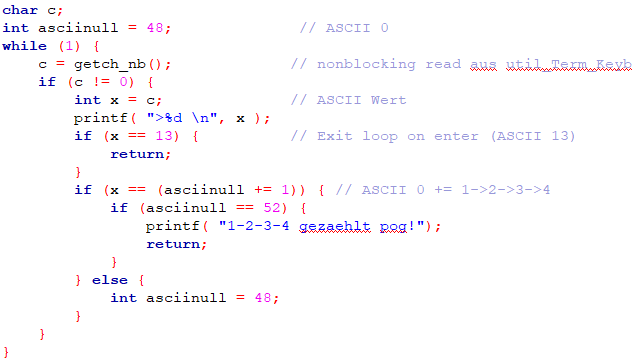 char c;
int asciinull = 48; // ASCII 0
while (1) {
c = getch_nb(); // nonblocking read aus util_Term_Keyb
if (c != 0) {
int x = c; // ASCII Wert
printf( ">%d \n", x );
if (x == 13) { // Exit loop on enter (ASCII 13)
return;
}
if (x == (asciinull += 1)) { // ASCII 0 += 1->2->3->4
if (asciinull == 52) {
printf( "1-2-3-4 gezaehlt pog!");
return;
}
} else {
int asciinull = 48;
}
}
}